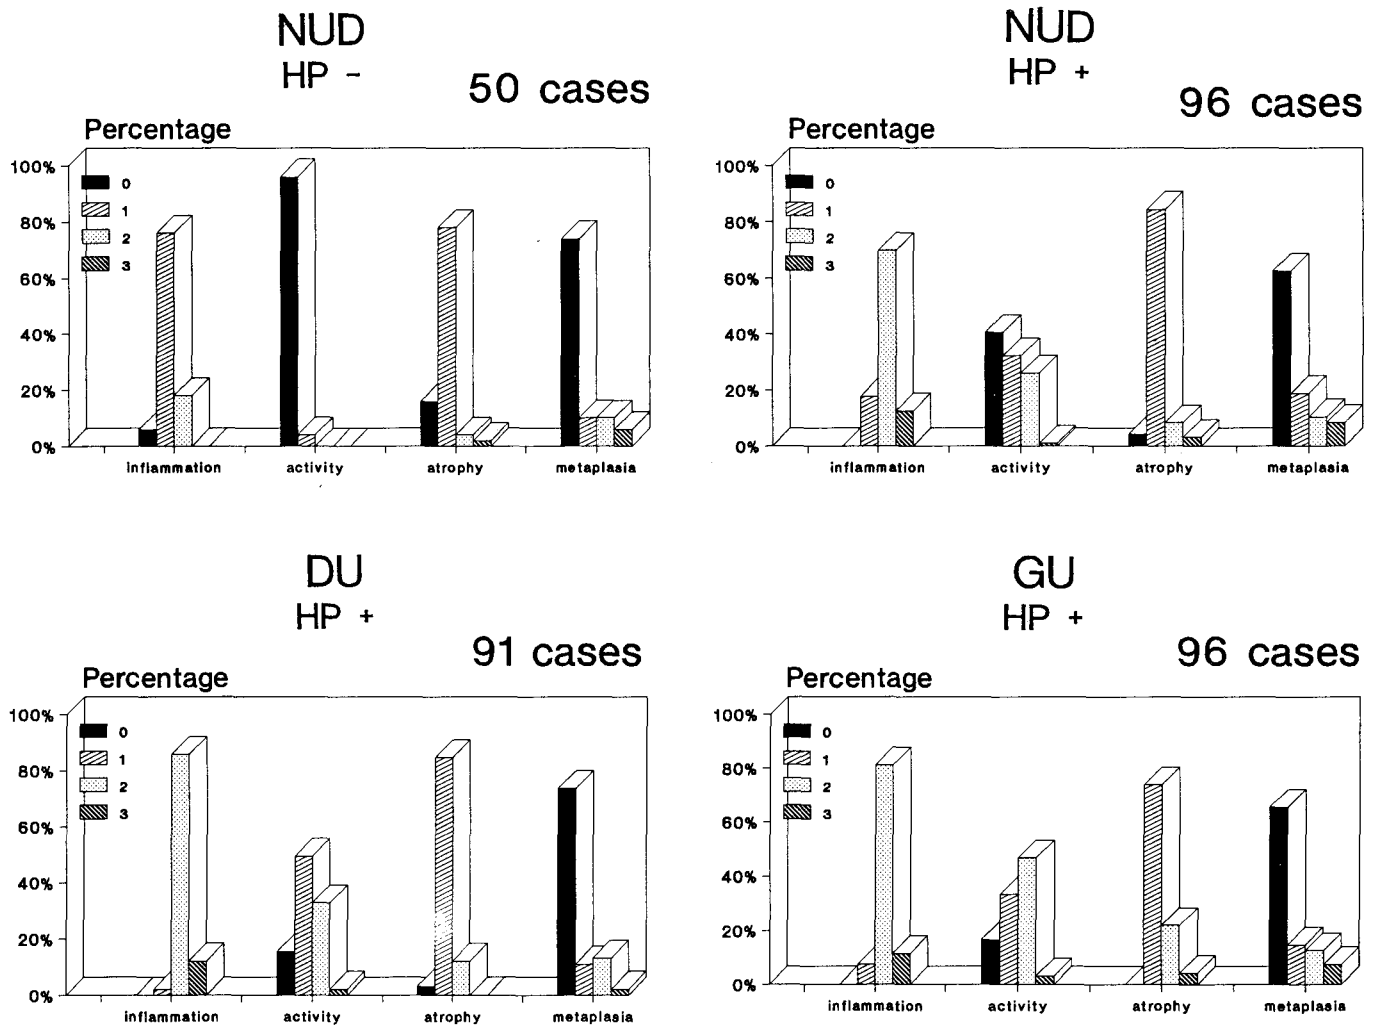 NUD
HP -
50 cases
Percentage
100%
80%
60%
40%
20%
0%
0
1
2
3
inflammation activity atrophy metaplasia
NUD
HP +
96 cases
Percentage
100%
80%
60%
40%
20%
0%
0
1
2
3
inflammation activity atrophy metaplasia
DU
HP +
91 cases
Percentage
100%
80%
60%
40%
20%
0%
0
1
2
3
inflammation activity atrophy metaplasia
GU
HP +
96 cases
Percentage
100%
80%
60%
40%
20%
0%
0
1
2
3
inflammation activity atrophy metaplasia